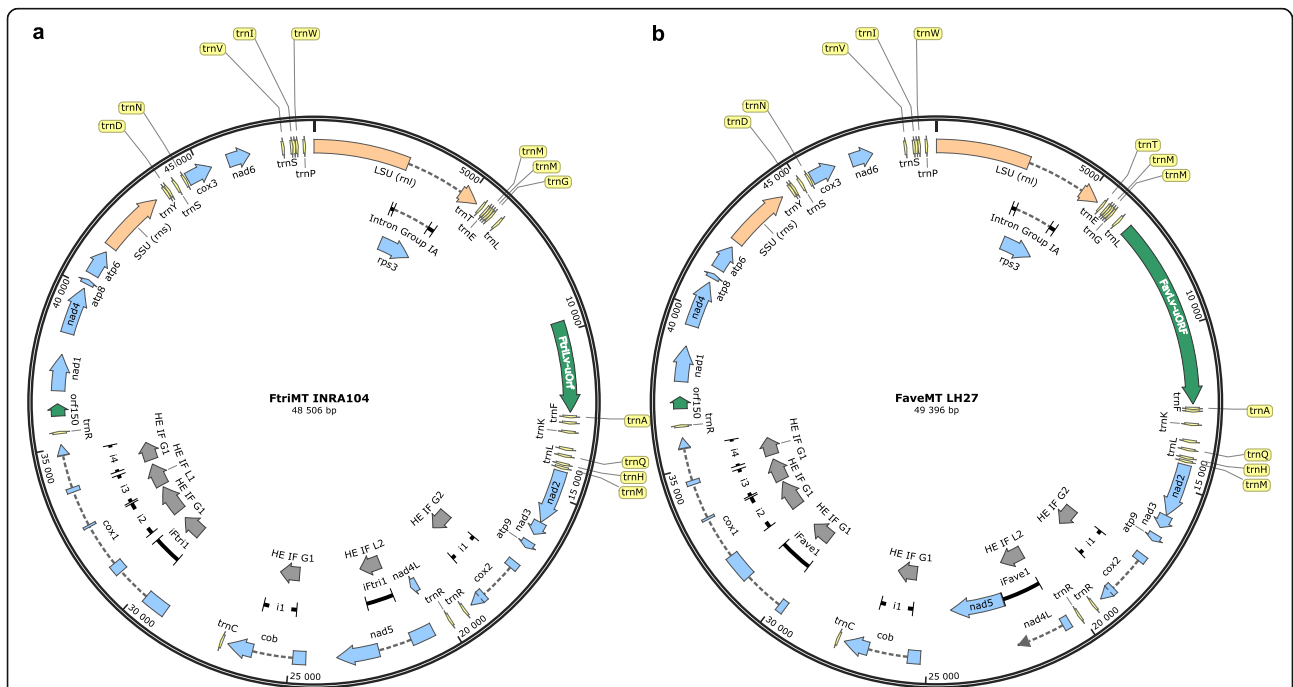 a
trnI
trnW
trnV
trnN
trnD
45 000
cox3
nad6
trnS
trnP
LSU (rnl)
5000
trnM
trnM
trnG
trnT
trnE
trnL
trnY
trnS
SSU (rns)
Intron Group IA
rps3
atp6
atp8
40 000
nad4
10 000
nad1
FtriLv-uOrf
FtriMT INRA104
48 506 bp
orf150
trnR
trnF
trnA
trnK
HE IF G1
HE IF L1
HE IF G1
i4
i3
i2
iFtri1
35 000
trnL
trnQ
trnH
trnM
15 000
nad2
cox1
HE IF G2
nad3
atp9
HE IF G1
HE IF L2
i1
iFtri1
nad4L
cox2
30 000
i1
trnR
trnR
trnC
cob
nad5
20 000
25 000
b
trnI
trnW
trnV
trnN
trnD
45 000
cox3
nad6
trnS
trnP
LSU (rnl)
5000
trnT
trnM
trnM
trnE
trnG
trnL
trnY
trnS
SSU (rns)
Intron Group IA
rps3
atp6
atp8
40 000
nad4
FavLv-uORF
10 000
nad1
FaveMT LH27
49 396 bp
orf150
trnR
trnF
trnA
trnK
HE IF G1
HE IF G1
HE IF G1
i4
i3
i2
iFave1
35 000
trnL
trnQ
trnH
trnM
15 000
nad2
cox1
HE IF G2
nad3
atp9
HE IF G1
HE IF L2
i1
iFave1
cox2
nad5
30 000
i1
trnR
trnR
nad4L
trnC
cob
20 000
25 000